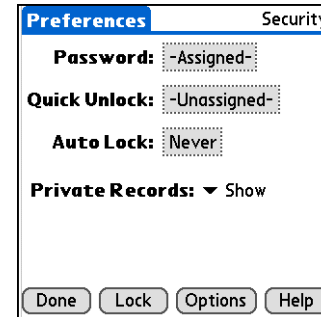 Preferences Security
Password: -Assigned-
Quick Unlock: -Unassigned-
Auto Lock: Never
Private Records: Show
Done Lock Options Help